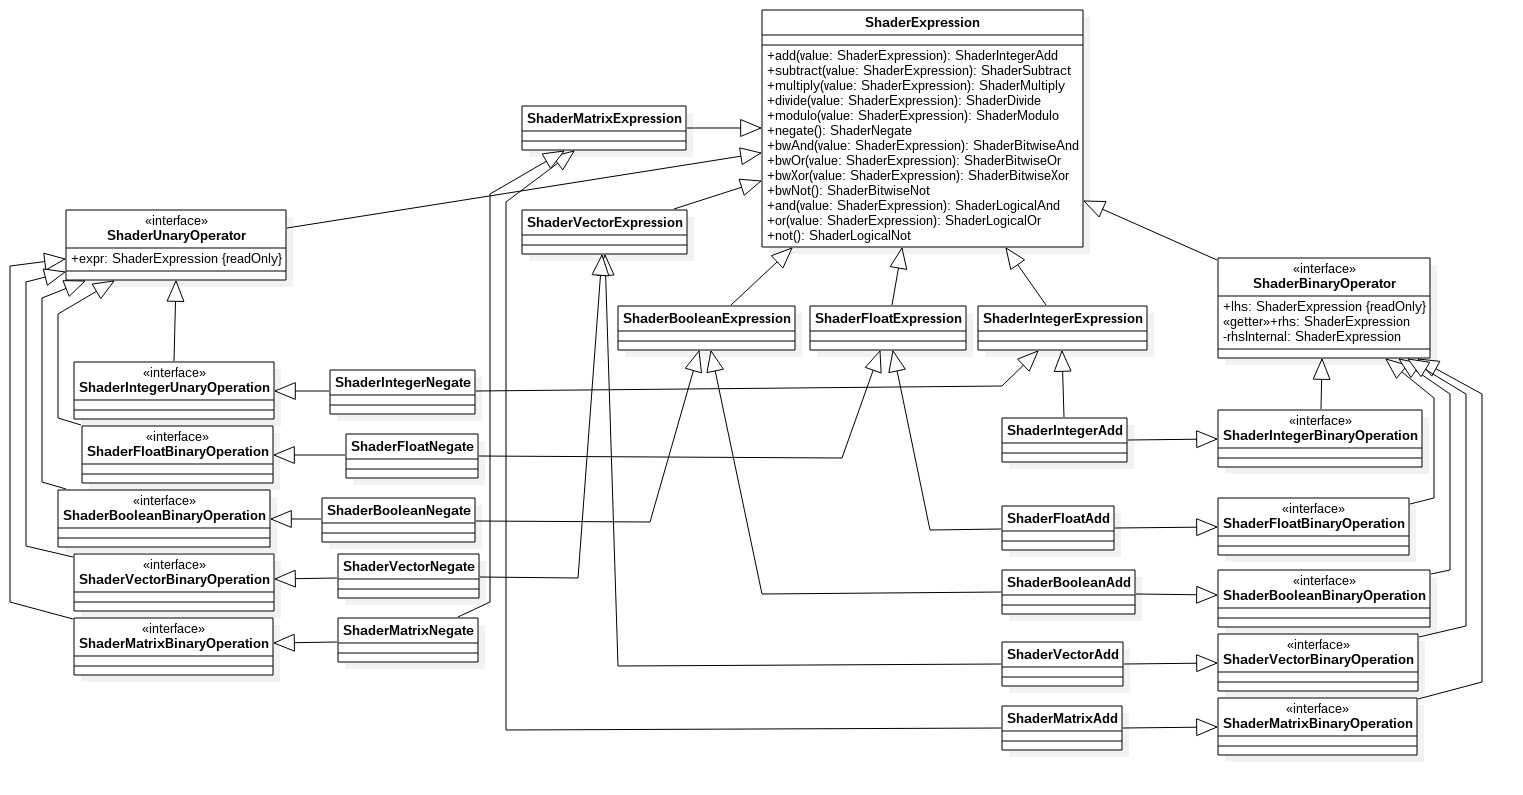 ShaderExpression
+add(value: ShaderExpression): ShaderIntegerAdd
+subtract(value: ShaderExpression): ShaderSubtract
+multiply(value: ShaderExpression): ShaderMultiply
+divide(value: ShaderExpression): ShaderDivide
+modulo(value: ShaderExpression): ShaderModulo
+negate(): ShaderNegate
+bwAnd(value: ShaderExpression): ShaderBitwiseAnd
+bwOr(value: ShaderExpression): ShaderBitwiseOr
+bwXor(value: ShaderExpression): ShaderBitwiseXor
+bwNot(): ShaderBitwiseNot
+and(value: ShaderExpression): ShaderLogicalAnd
+or(value: ShaderExpression): ShaderLogicalOr
+not(): ShaderLogicalNot
ShaderMatrixExpression
ShaderVectorExpression
«interface»
ShaderUnaryOperator
+expr: ShaderExpression {readOnly}
«interface»
ShaderBinaryOperator
+lhs: ShaderExpression {readOnly}
«getter»+rhs: ShaderExpression
-rhsInternal: ShaderExpression
ShaderBooleanExpression
ShaderFloatExpression
ShaderIntegerExpression
«interface»
ShaderIntegerUnaryOperation
ShaderIntegerNegate
«interface»
ShaderFloatBinaryOperation
ShaderFloatNegate
«interface»
ShaderBooleanBinaryOperation
ShaderBooleanNegate
«interface»
ShaderVectorBinaryOperation
ShaderVectorNegate
«interface»
ShaderMatrixBinaryOperation
ShaderMatrixNegate
ShaderIntegerAdd
«interface»
ShaderIntegerBinaryOperation
ShaderFloatAdd
«interface»
ShaderFloatBinaryOperation
ShaderBooleanAdd
«interface»
ShaderBooleanBinaryOperation
ShaderVectorAdd
«interface»
ShaderVectorBinaryOperation
ShaderMatrixAdd
«interface»
ShaderMatrixBinaryOperation